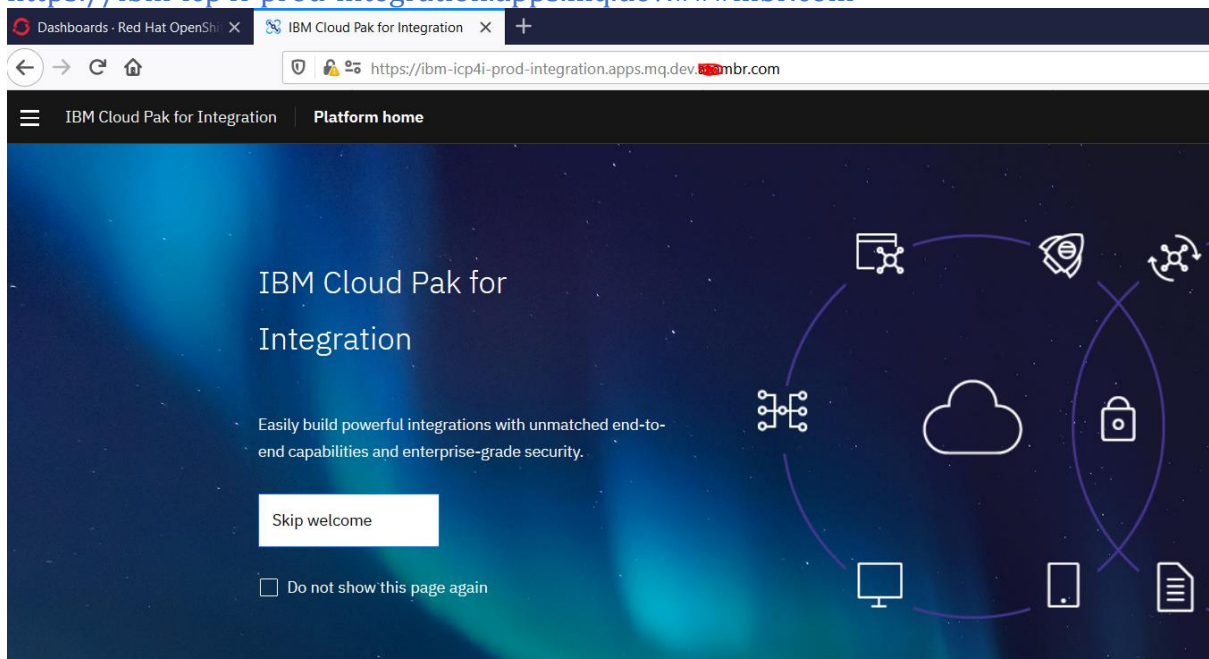 Dashboards · Red Hat OpenShi
IBM Cloud Pak for Integration
https://ibm-icp4i-prod-integration.apps.mq.dev. mbr.com
IBM Cloud Pak for Integration
Platform home
IBM Cloud Pak for
Integration
Easily build powerful integrations with unmatched end-to-
end capabilities and enterprise-grade security.
Skip welcome
Do not show this page again